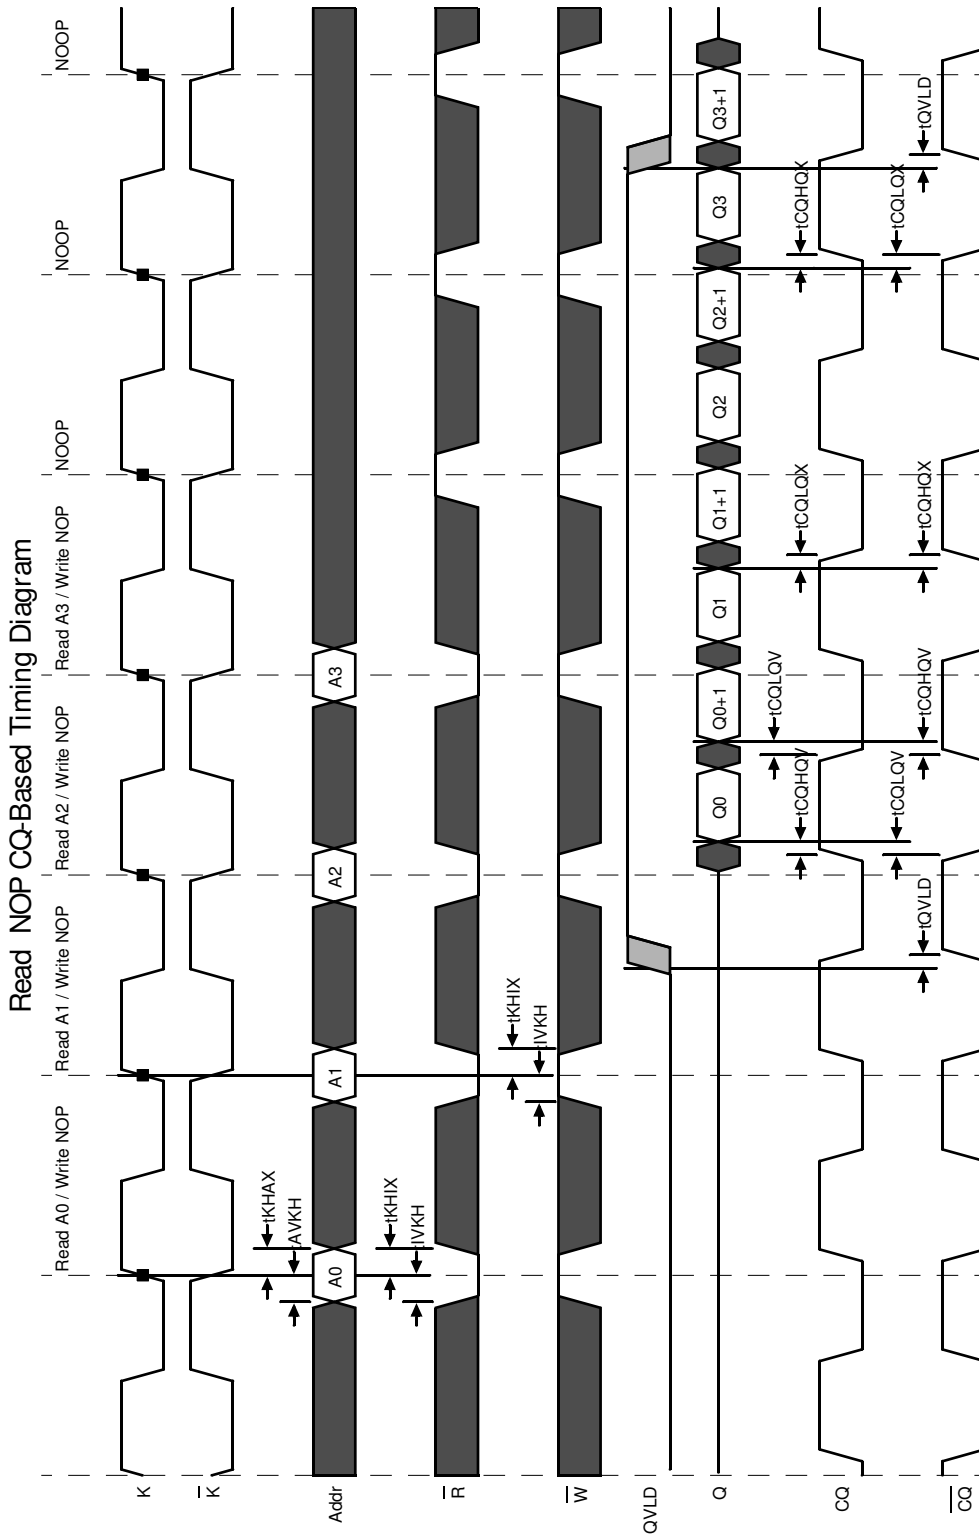 Read NOP CQ-Based Timing Diagram
Read A0 / Write NOP
Read A1 / Write NOP
Read A2 / Write NOP
Read A3 / Write NOP
NOOP
NOOP
NOOP
K
K̅
tKHAX
tAVKH
Addr
A0
A1
A2
A3
tKHIX
tIVKH
R̅
tKHIX
tIVKH
W̅
QVLD
Q
Q0
Q0+1
Q1
Q1+1
Q2
Q2+1
Q3
Q3+1
tCQLQV
tCQHQV
tCQLQX
tCQHQX
CQ
tCQLQV
tCQLQX
tQVLD
tCQHQV
tCQHQX
tQVLD
C̅Q̅